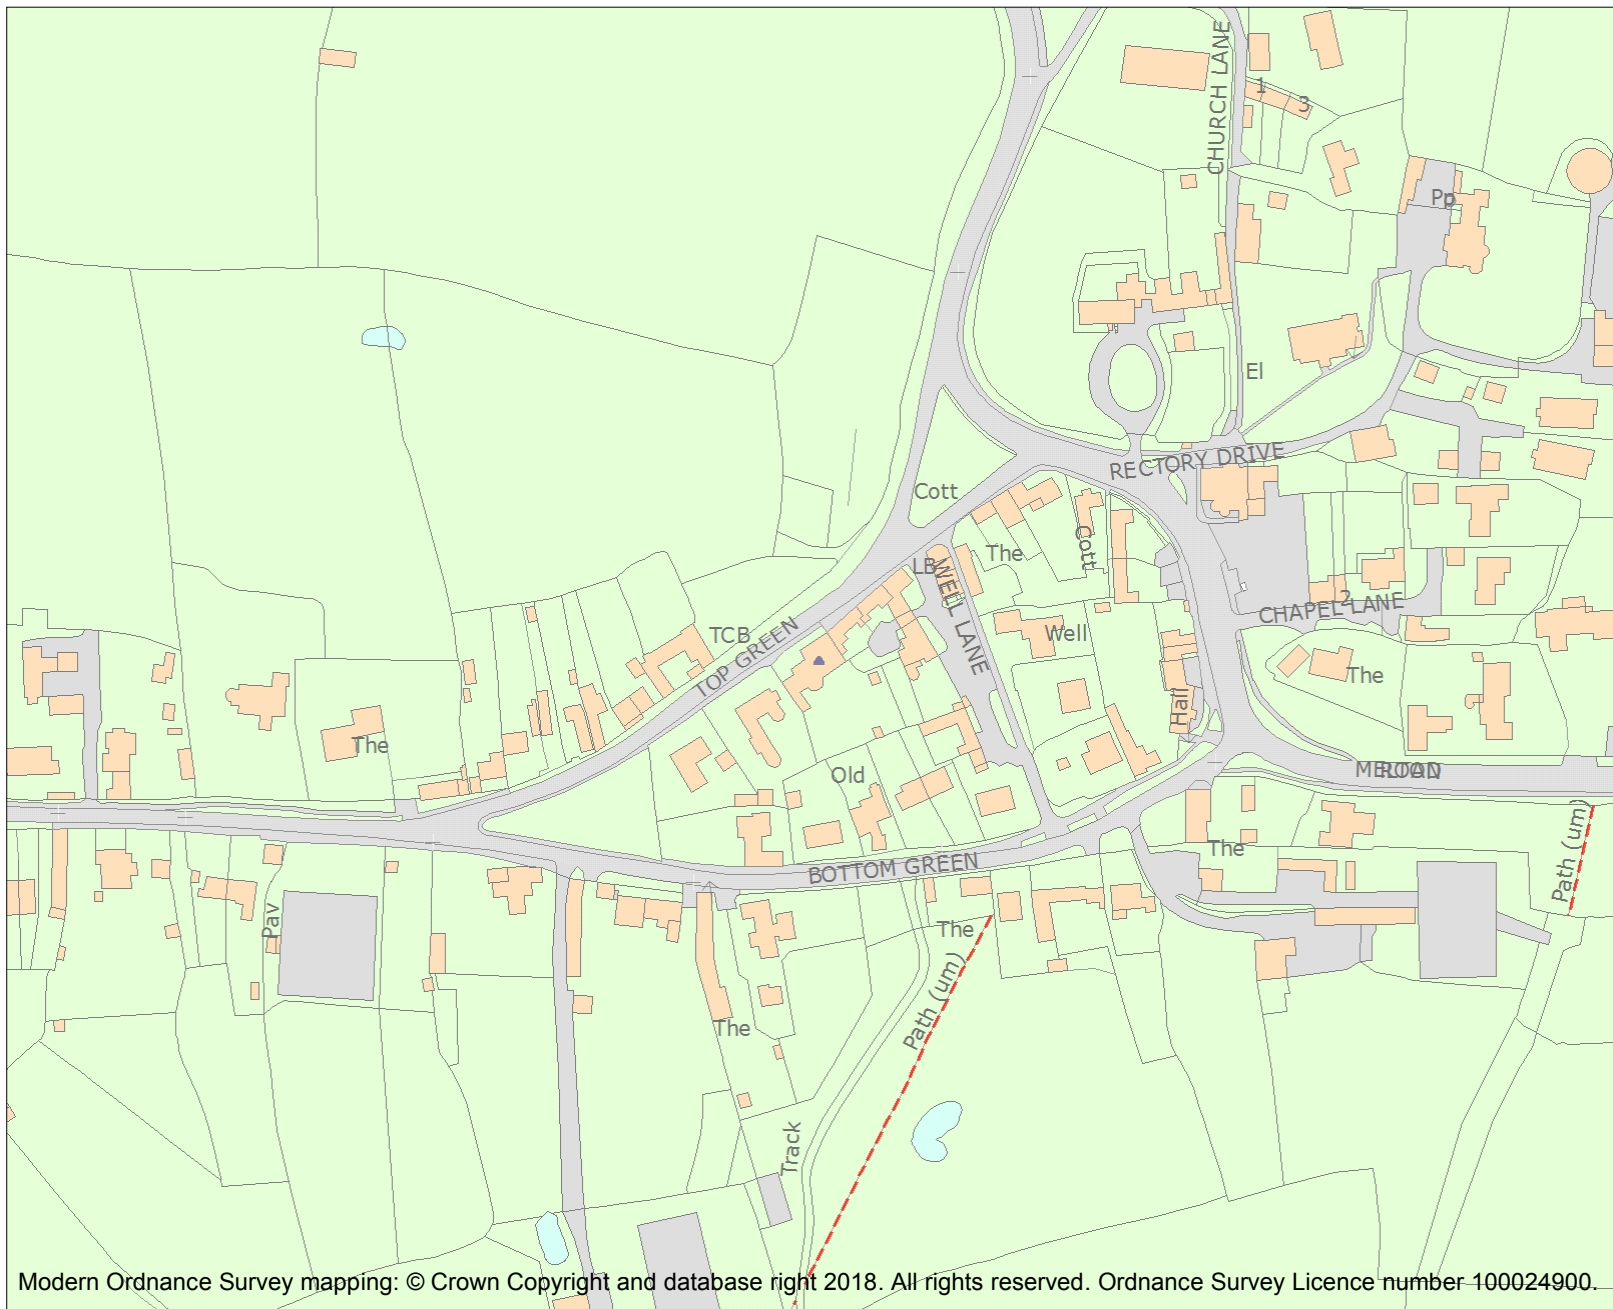 CHURCH LANE
1
3
Pp
El
RECTORY DRIVE
Cott
Cott
The
LB
WELL LANE
2
CHAPEL LANE
TCB
TOP GREEN
Well
The
Hall
The
Old
ROAD
The
BOTTOM GREEN
Path (um)
Pav
The
Path (um)
The
Track
Modern Ordnance Survey mapping: © Crown Copyright and database right 2018. All rights reserved. Ordnance Survey Licence number 100024900.